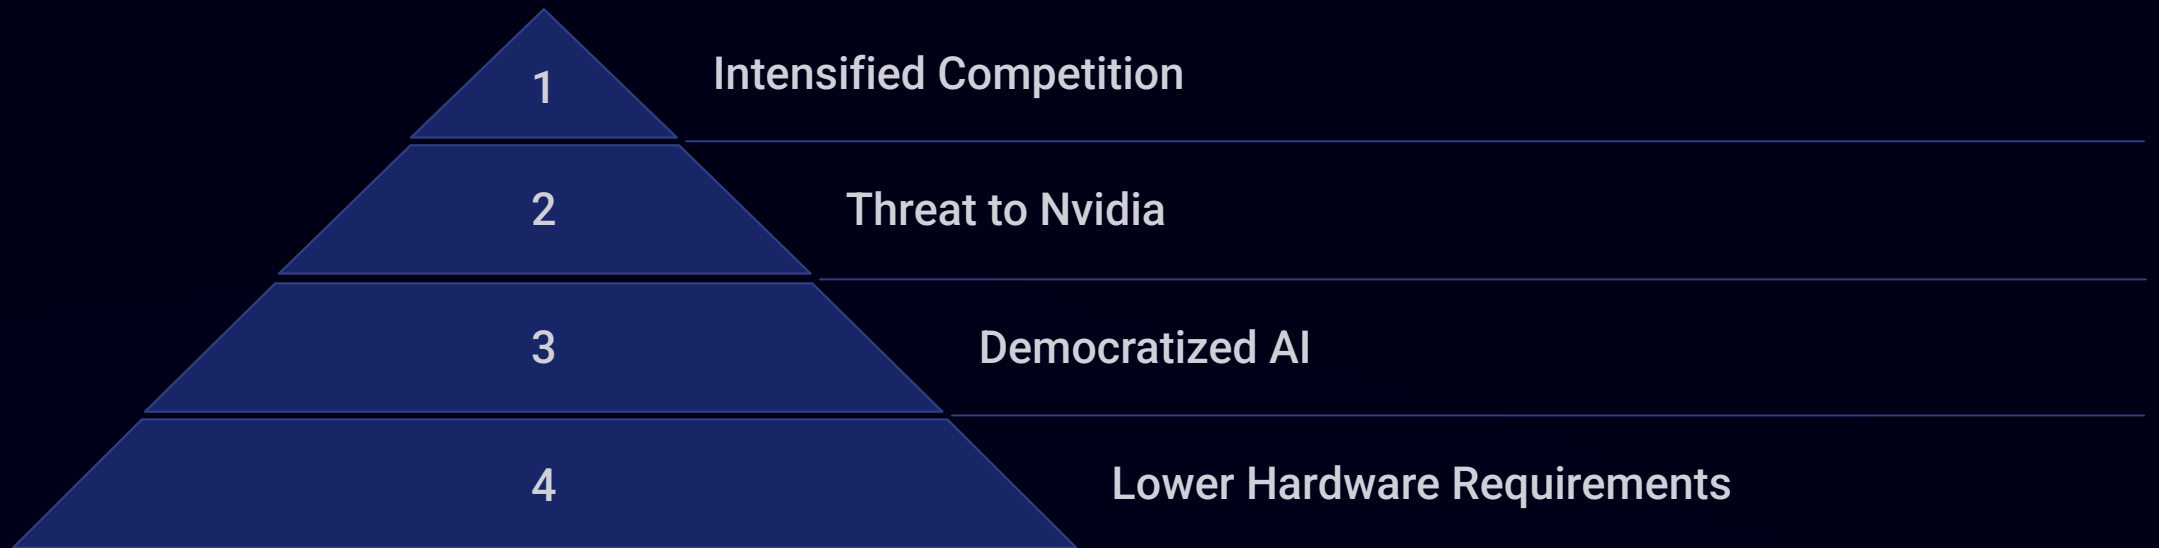 1
Intensified Competition
2
Threat to Nvidia
3
Democratized AI
4
Lower Hardware Requirements